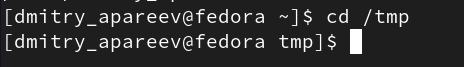 [dmitry_apareev@fedora ~]$ cd /tmp
[dmitry_apareev@fedora tmp]$